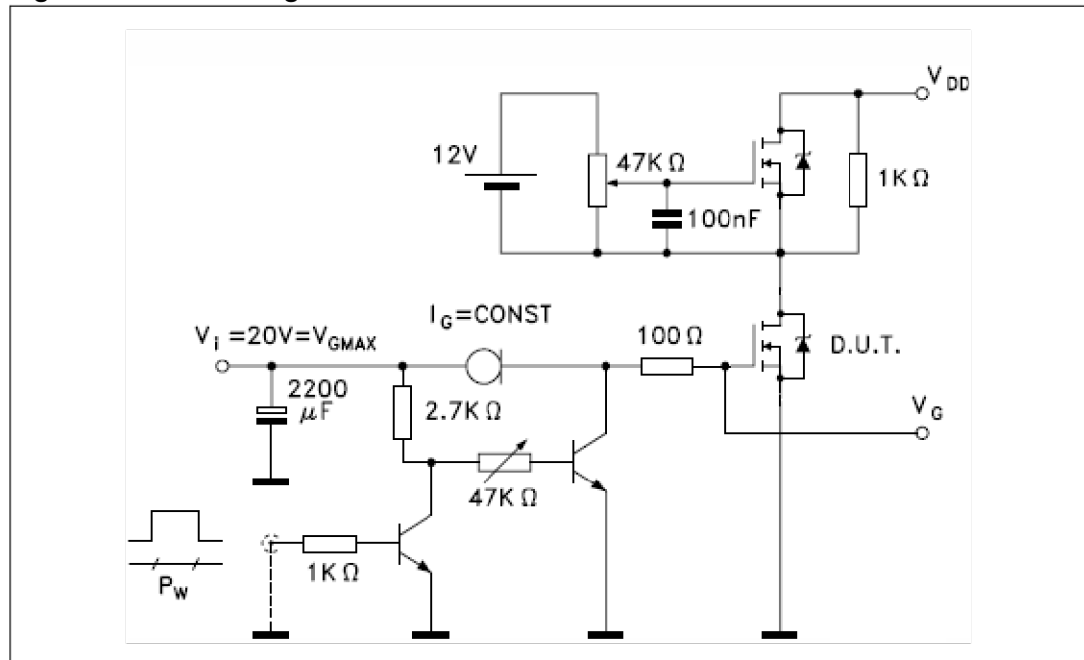 V DD
12V
47K Ω
1K Ω
100nF
I G =CONST
V i =20V=V GMAX
100 Ω
D.U.T.
2200
μF
2.7K Ω
V G
47K Ω
1K Ω
P W